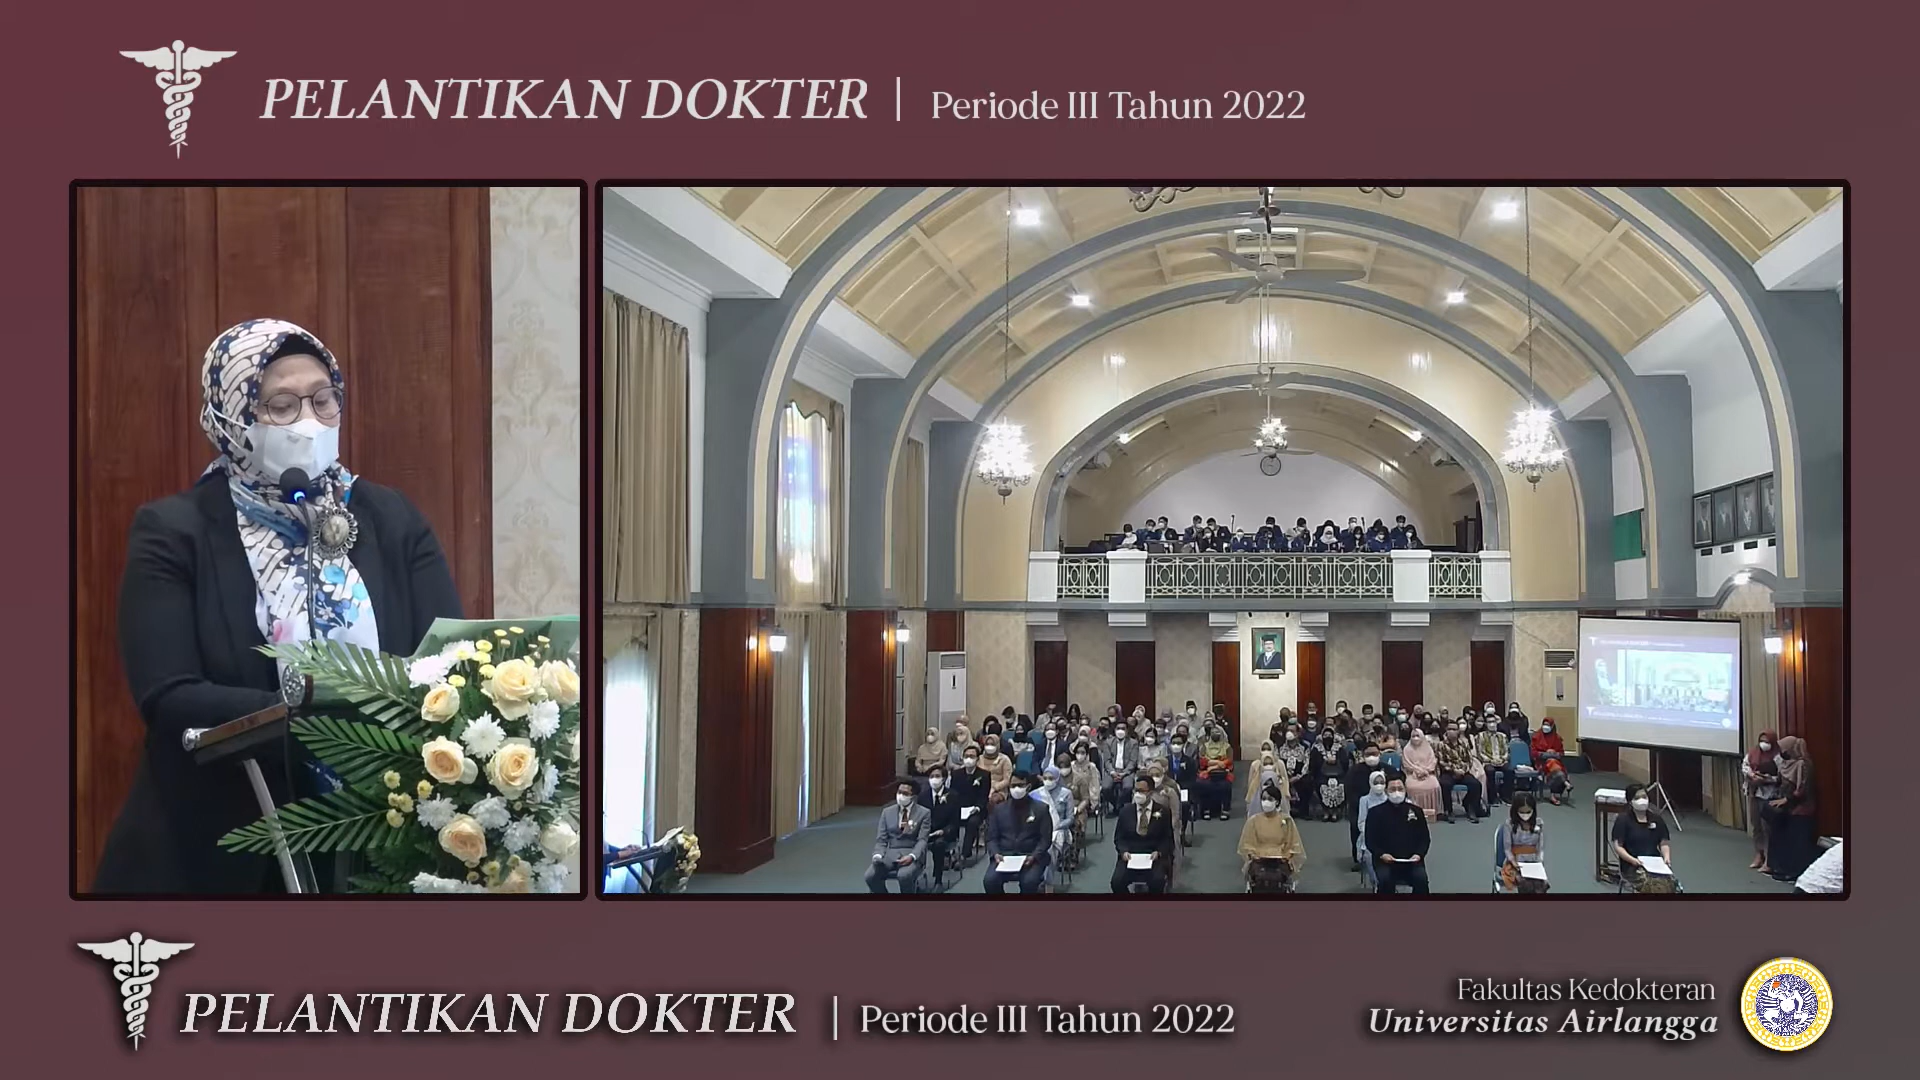 PELANTIKAN DOKTER | Periode III Tahun 2022
PELANTIKAN DOKTER | Periode III Tahun 2022
Fakultas Kedokteran
Universitas Airlangga